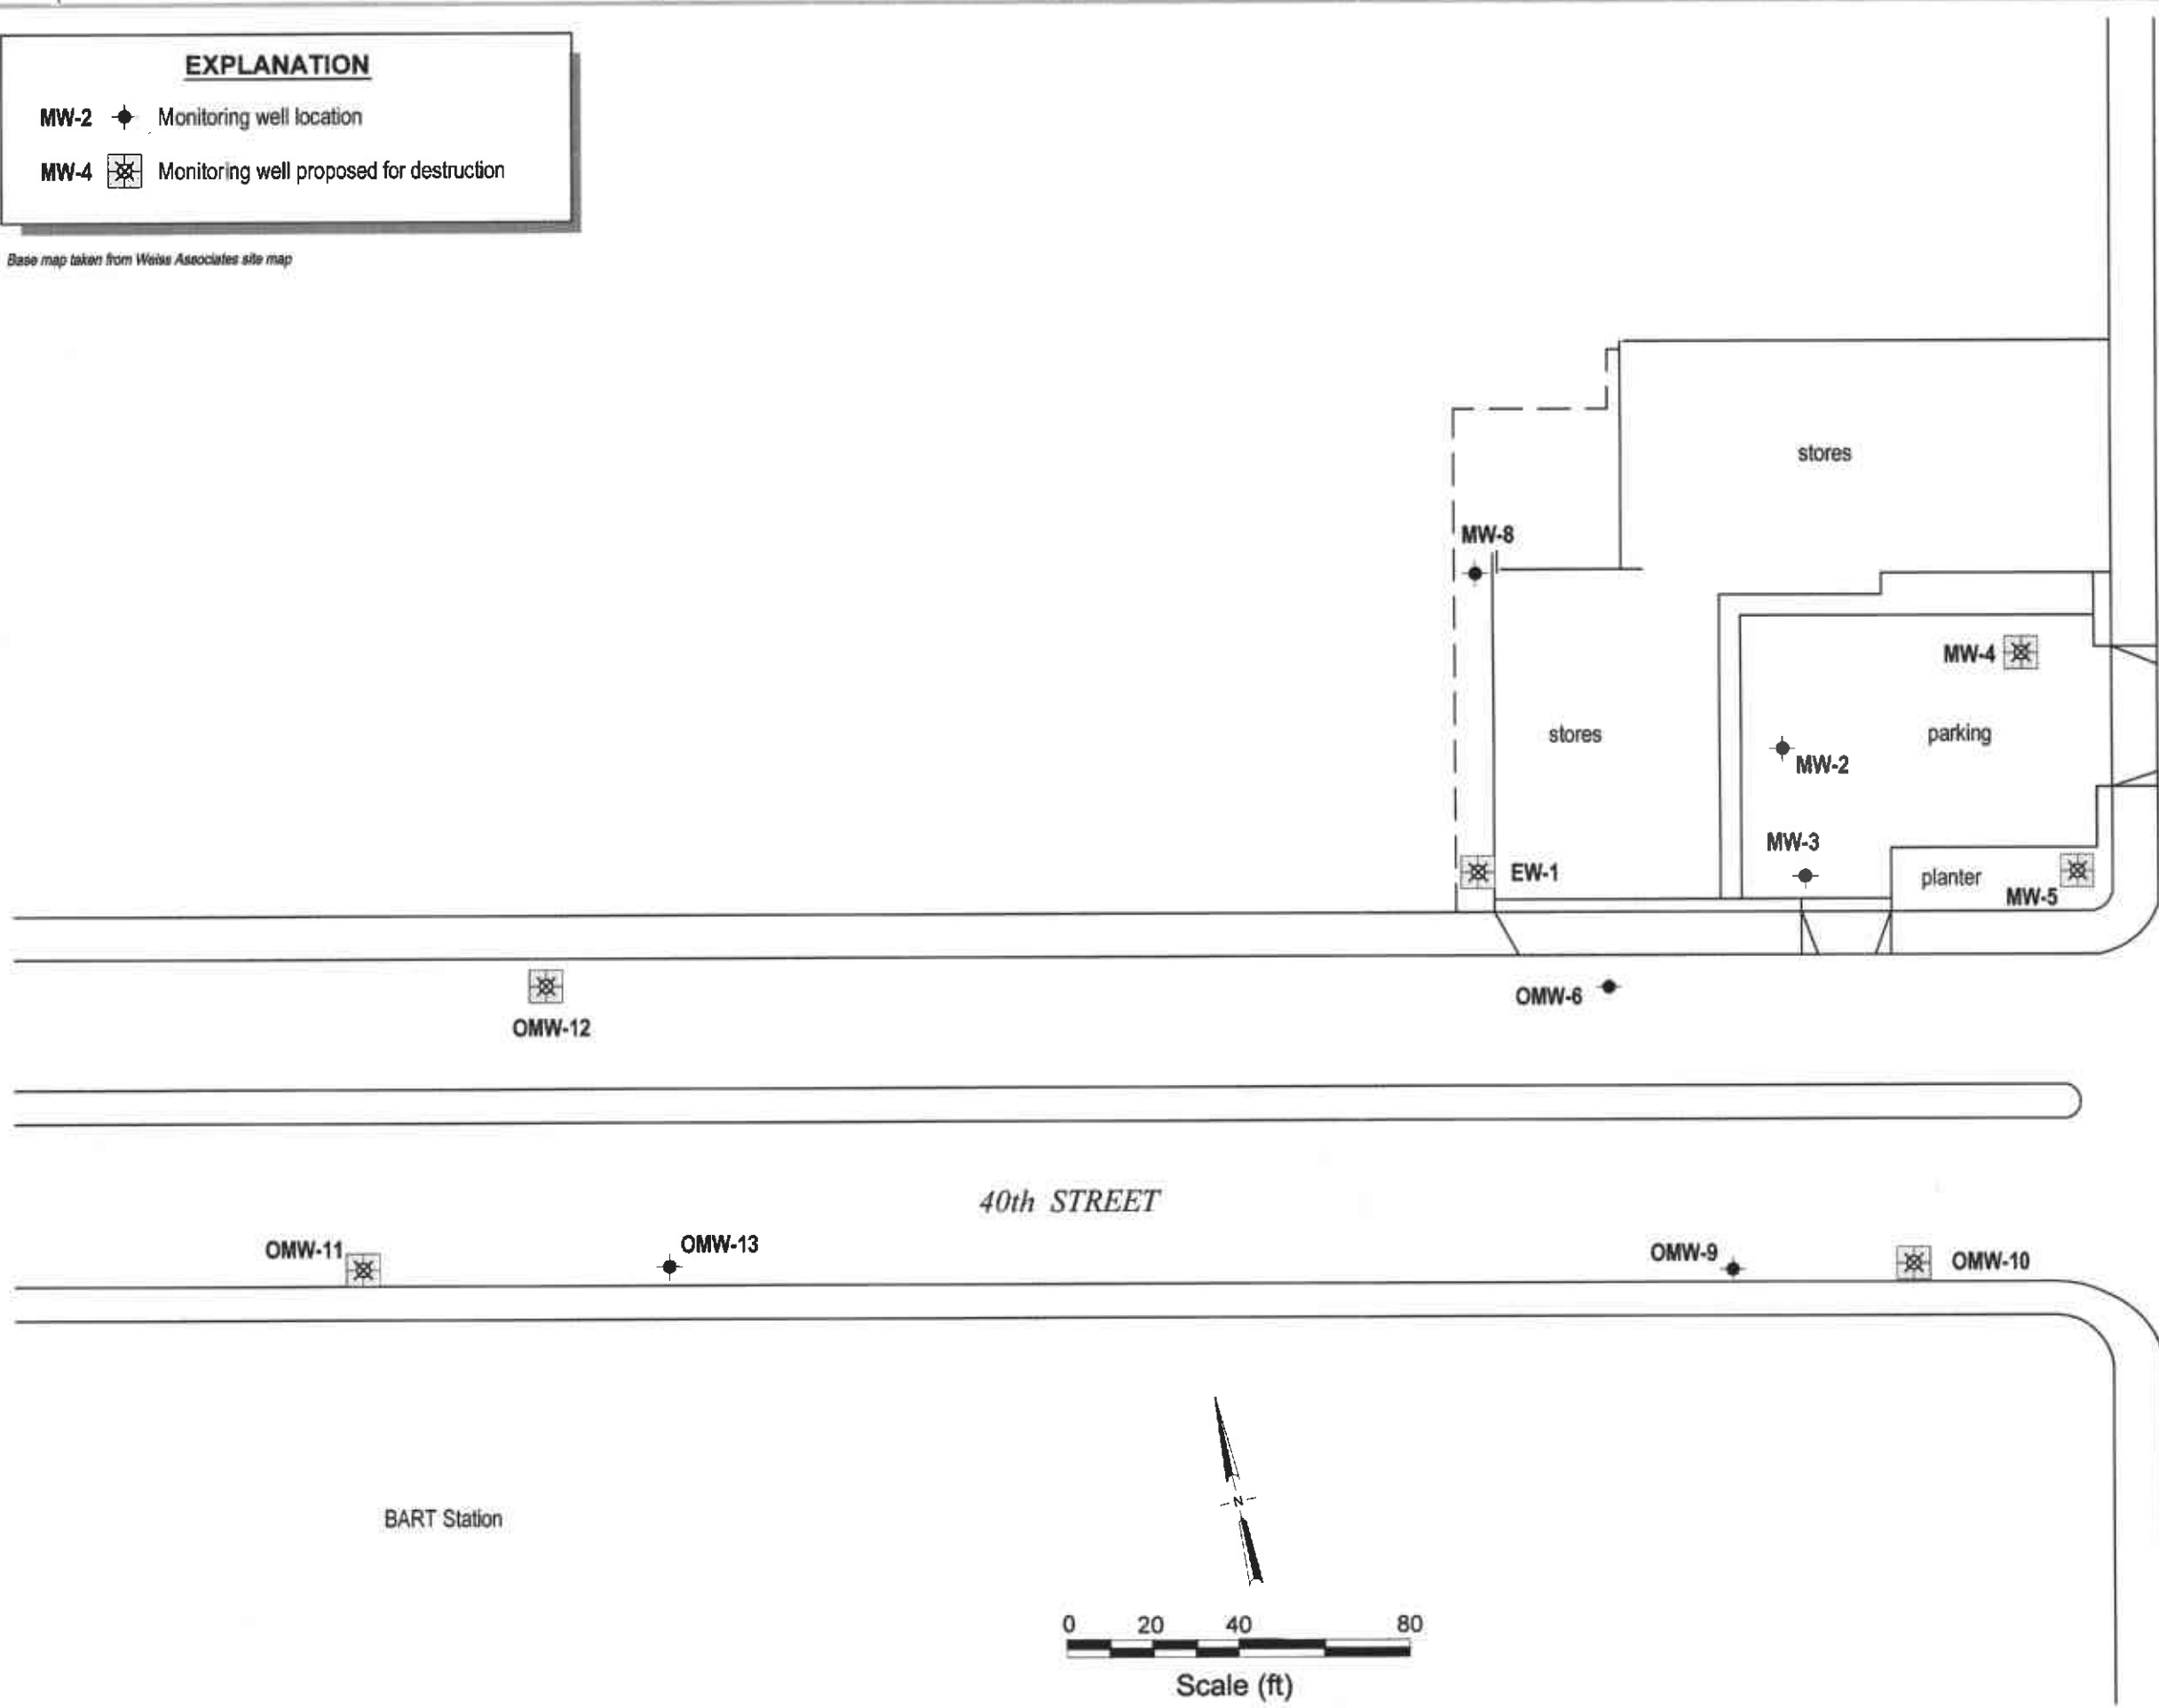 EXPLANATION
MW-2 Monitoring well location
MW-4 Monitoring well proposed for destruction
Base map taken from Weiss Associates site map
stores
MW-8
MW-4
stores
parking
MW-2
MW-3
EW-1
planter
MW-5
OMW-6
OMW-12
40th STREET
OMW-11
OMW-13
OMW-9
OMW-10
N
BART Station
0 20 40 80
Scale (ft)